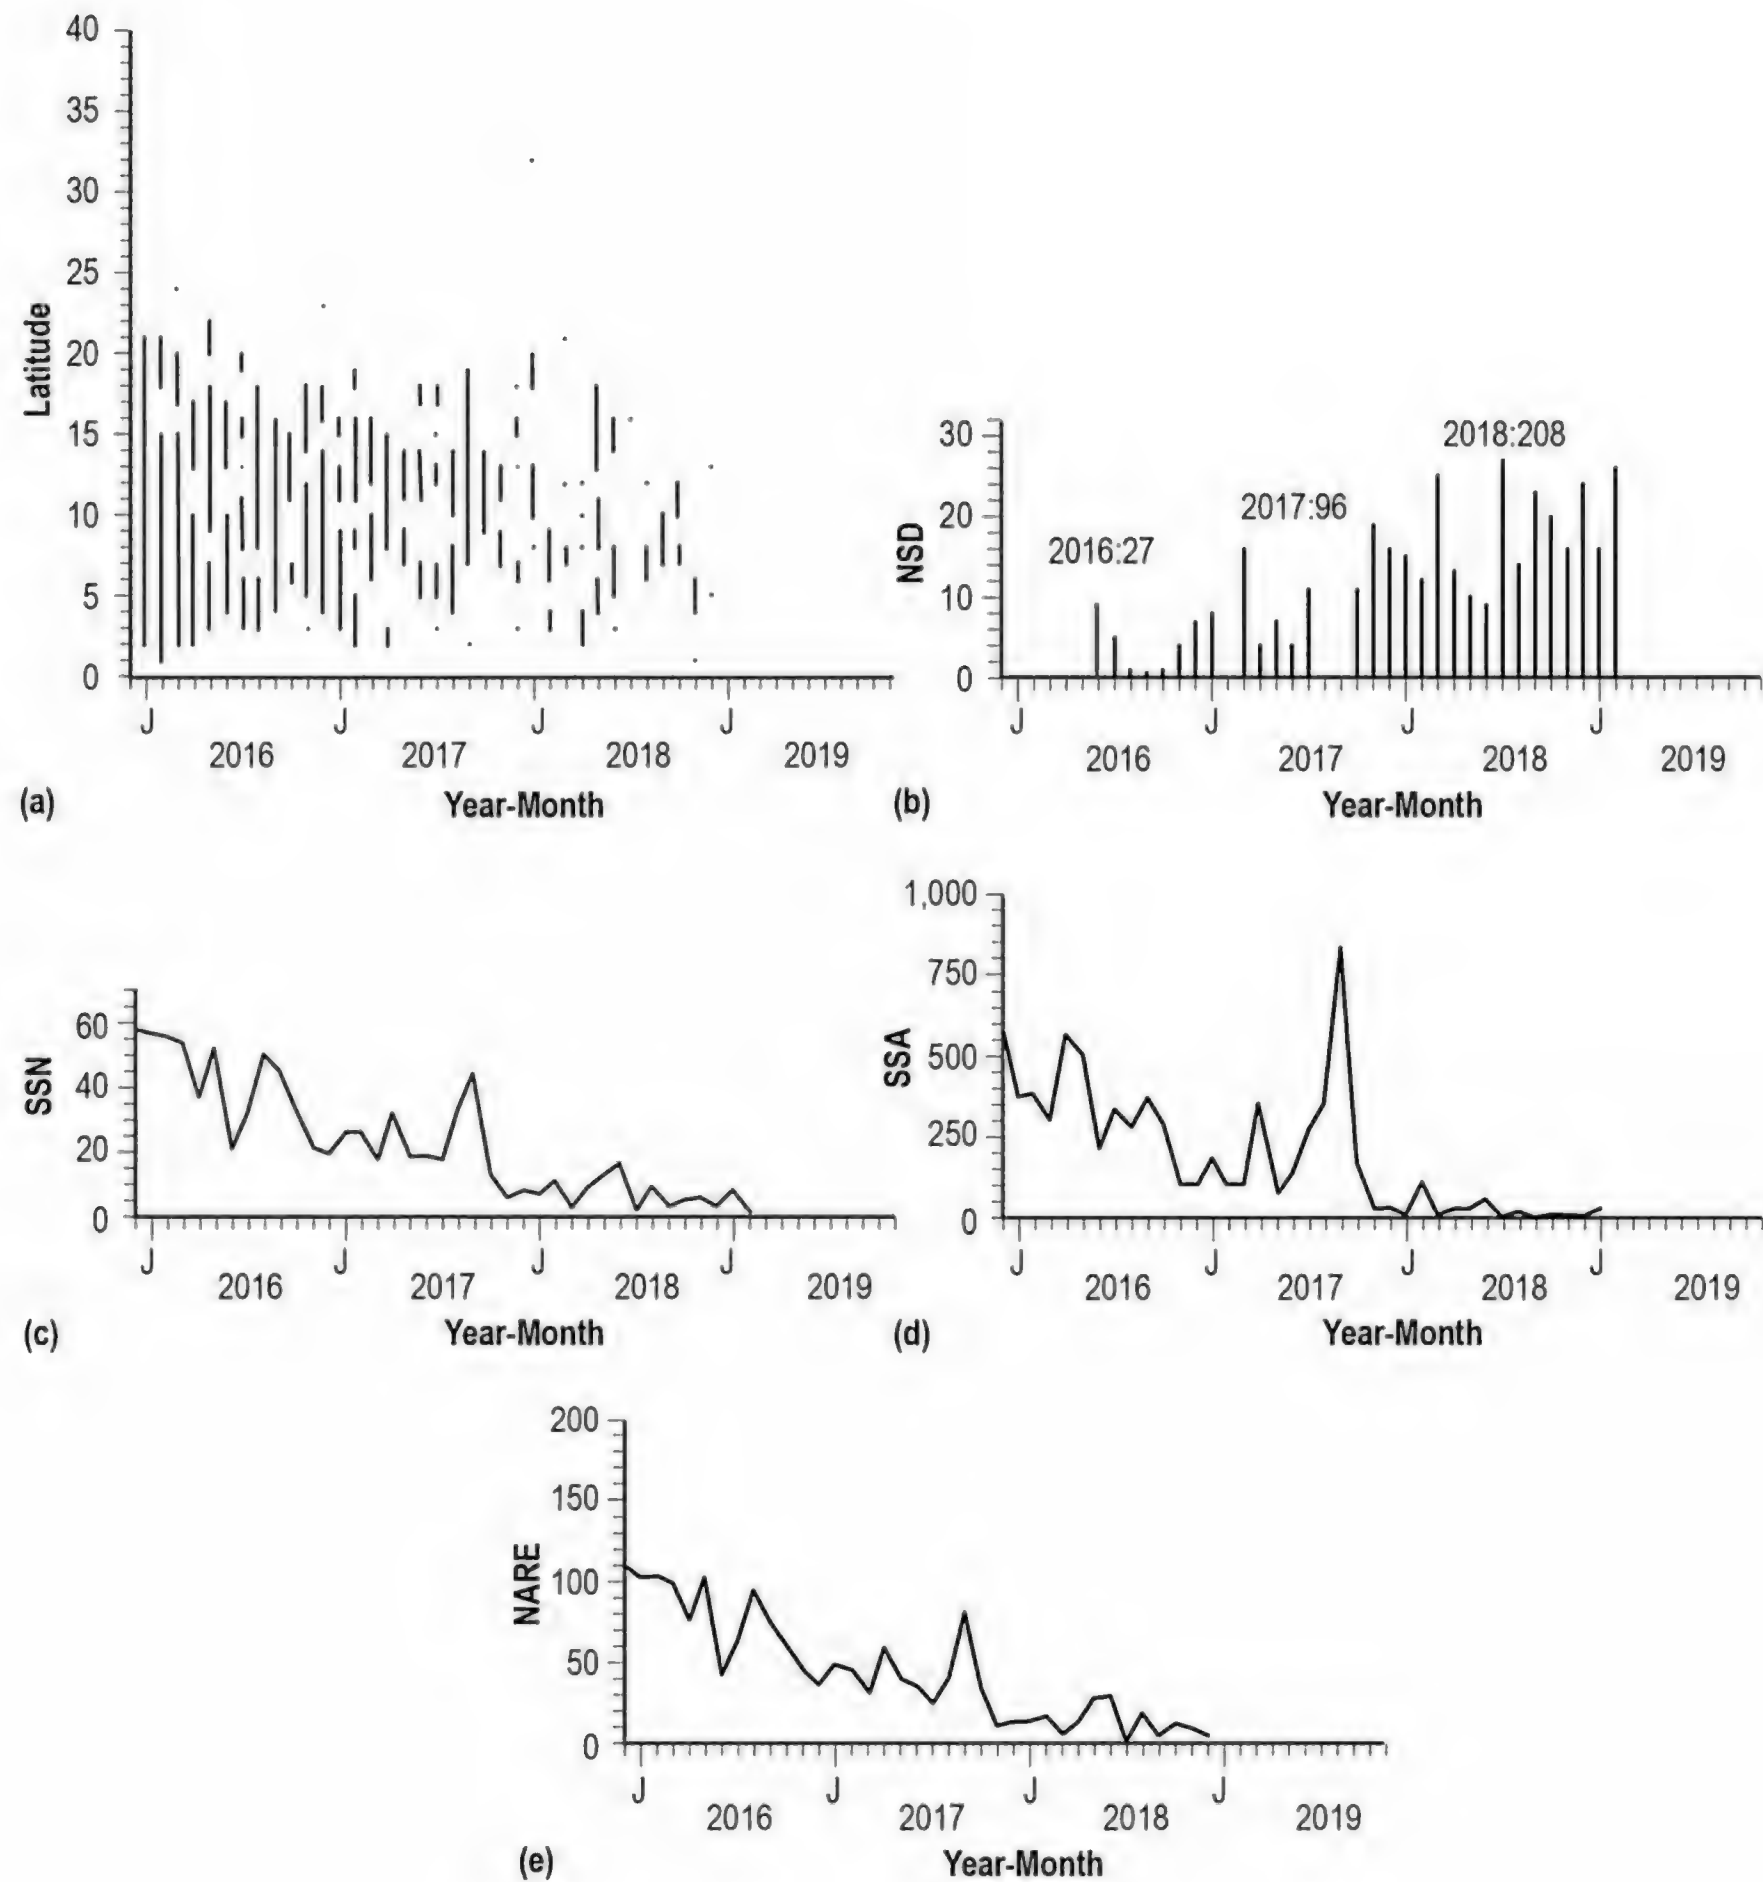 40
35
30
25
20
15
10
5
0
Latitude
J J J J
2016 2017 2018 2019
(a) Year-Month
30
20
10
0
NSD
2016:27
2017:96
2018:208
J J J J
2016 2017 2018 2019
(b) Year-Month
60
40
20
0
SSN
J J J J
2016 2017 2018 2019
(c) Year-Month
1,000
750
500
250
0
SSA
J J J J
2016 2017 2018 2019
(d) Year-Month
200
150
100
50
0
NARE
J J J J
2016 2017 2018 2019
(e) Year-Month